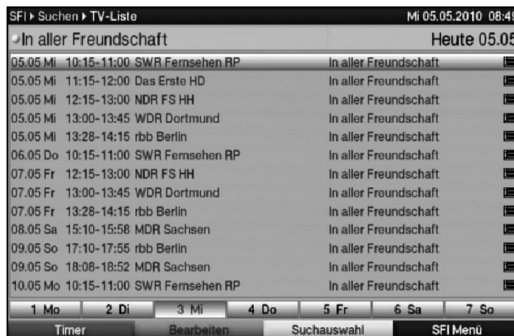 SFI ▸ Suchen ▸ TV-Liste Mi 05.05.2010 08:49
In aller Freundschaft Heute 05.05
05.05 Mi 10:15-11:00 SWR Fernsehen RP In aller Freundschaft
05.05 Mi 11:15-12:00 Das Erste HD In aller Freundschaft
05.05 Mi 12:15-13:00 NDR FS HH In aller Freundschaft
05.05 Mi 13:00-13:45 WDR Dortmund In aller Freundschaft
05.05 Mi 13:28-14:15 rbb Berlin In aller Freundschaft
06.05 Do 10:15-11:00 SWR Fernsehen RP In aller Freundschaft
07.05 Fr 12:15-13:00 NDR FS HH In aller Freundschaft
07.05 Fr 13:00-13:45 WDR Dortmund In aller Freundschaft
07.05 Fr 13:28-14:15 rbb Berlin In aller Freundschaft
08.05 Sa 15:10-15:58 MDR Sachsen In aller Freundschaft
09.05 So 17:10-17:55 rbb Berlin In aller Freundschaft
09.05 So 18:08-18:52 MDR Sachsen In aller Freundschaft
10.05 Mo 10:15-11:00 SWR Fernsehen RP In aller Freundschaft
1 Mo 2 Di 3 Mi 4 Do 5 Fr 6 Sa 7 So
Timer Bearbeiten Suchauswahl SFI Menü